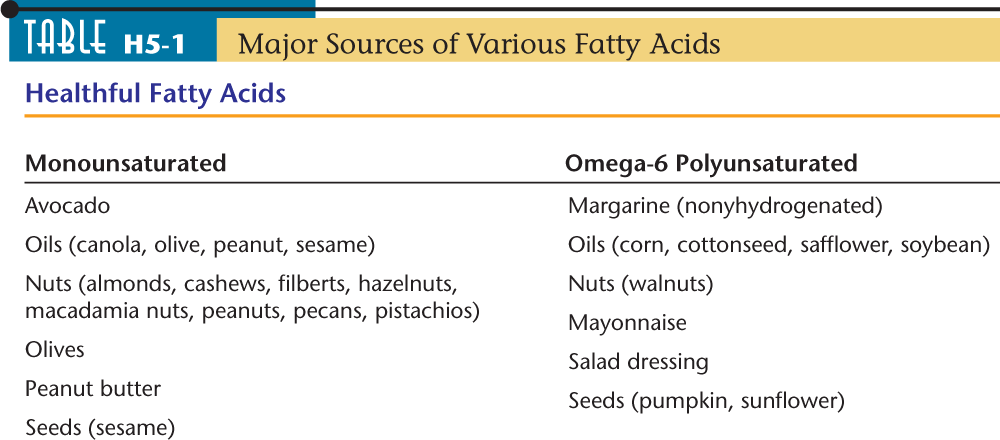 TABLE H5-1 Major Sources of Various Fatty Acids
Healthful Fatty Acids
Monounsaturated
Avocado
Oils (canola, olive, peanut, sesame)
Nuts (almonds, cashews, filberts, hazelnuts,
macadamia nuts, peanuts, pecans, pistachios)
Olives
Peanut butter
Seeds (sesame)
Omega-6 Polyunsaturated
Margarine (nonyhydrogenated)
Oils (corn, cottonseed, safflower, soybean)
Nuts (walnuts)
Mayonnaise
Salad dressing
Seeds (pumpkin, sunflower)